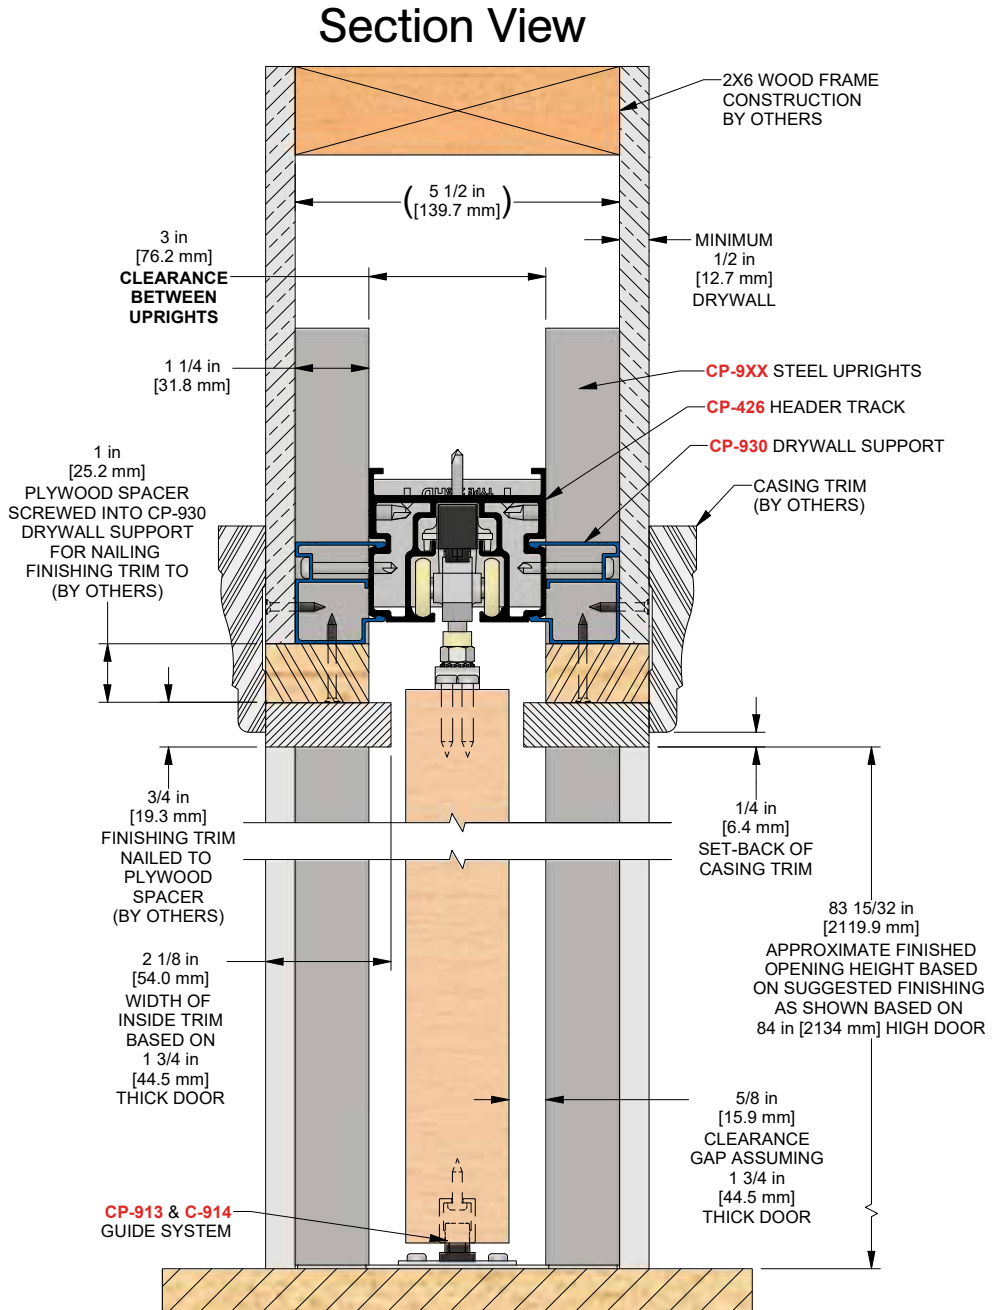 Section View
2X6 WOOD FRAME
CONSTRUCTION
BY OTHERS
( 5 1/2 in )
[139.7 mm]
3 in
[76.2 mm]
CLEARANCE
BETWEEN
UPRIGHTS
MINIMUM
1/2 in
[12.7 mm]
DRYWALL
1 1/4 in
[31.8 mm]
CP-9XX STEEL UPRIGHTS
CP-426 HEADER TRACK
CP-930 DRYWALL SUPPORT
1 in
[25.2 mm]
PLYWOOD SPACER
SCREWED INTO CP-930
DRYWALL SUPPORT
FOR NAILING
FINISHING TRIM TO
(BY OTHERS)
CASING TRIM
(BY OTHERS)
3/4 in
[19.3 mm]
FINISHING TRIM
NAILED TO
PLYWOOD
SPACER
(BY OTHERS)
1/4 in
[6.4 mm]
SET-BACK OF
CASING TRIM
83 15/32 in
[2119.9 mm]
APPROXIMATE FINISHED
OPENING HEIGHT BASED
ON SUGGESTED FINISHING
AS SHOWN BASED ON
84 in [2134 mm] HIGH DOOR
2 1/8 in
[54.0 mm]
WIDTH OF
INSIDE TRIM
BASED ON
1 3/4 in
[44.5 mm]
THICK DOOR
5/8 in
[15.9 mm]
CLEARANCE
GAP ASSUMING
1 3/4 in
[44.5 mm]
THICK DOOR
CP-913 & C-914
GUIDE SYSTEM